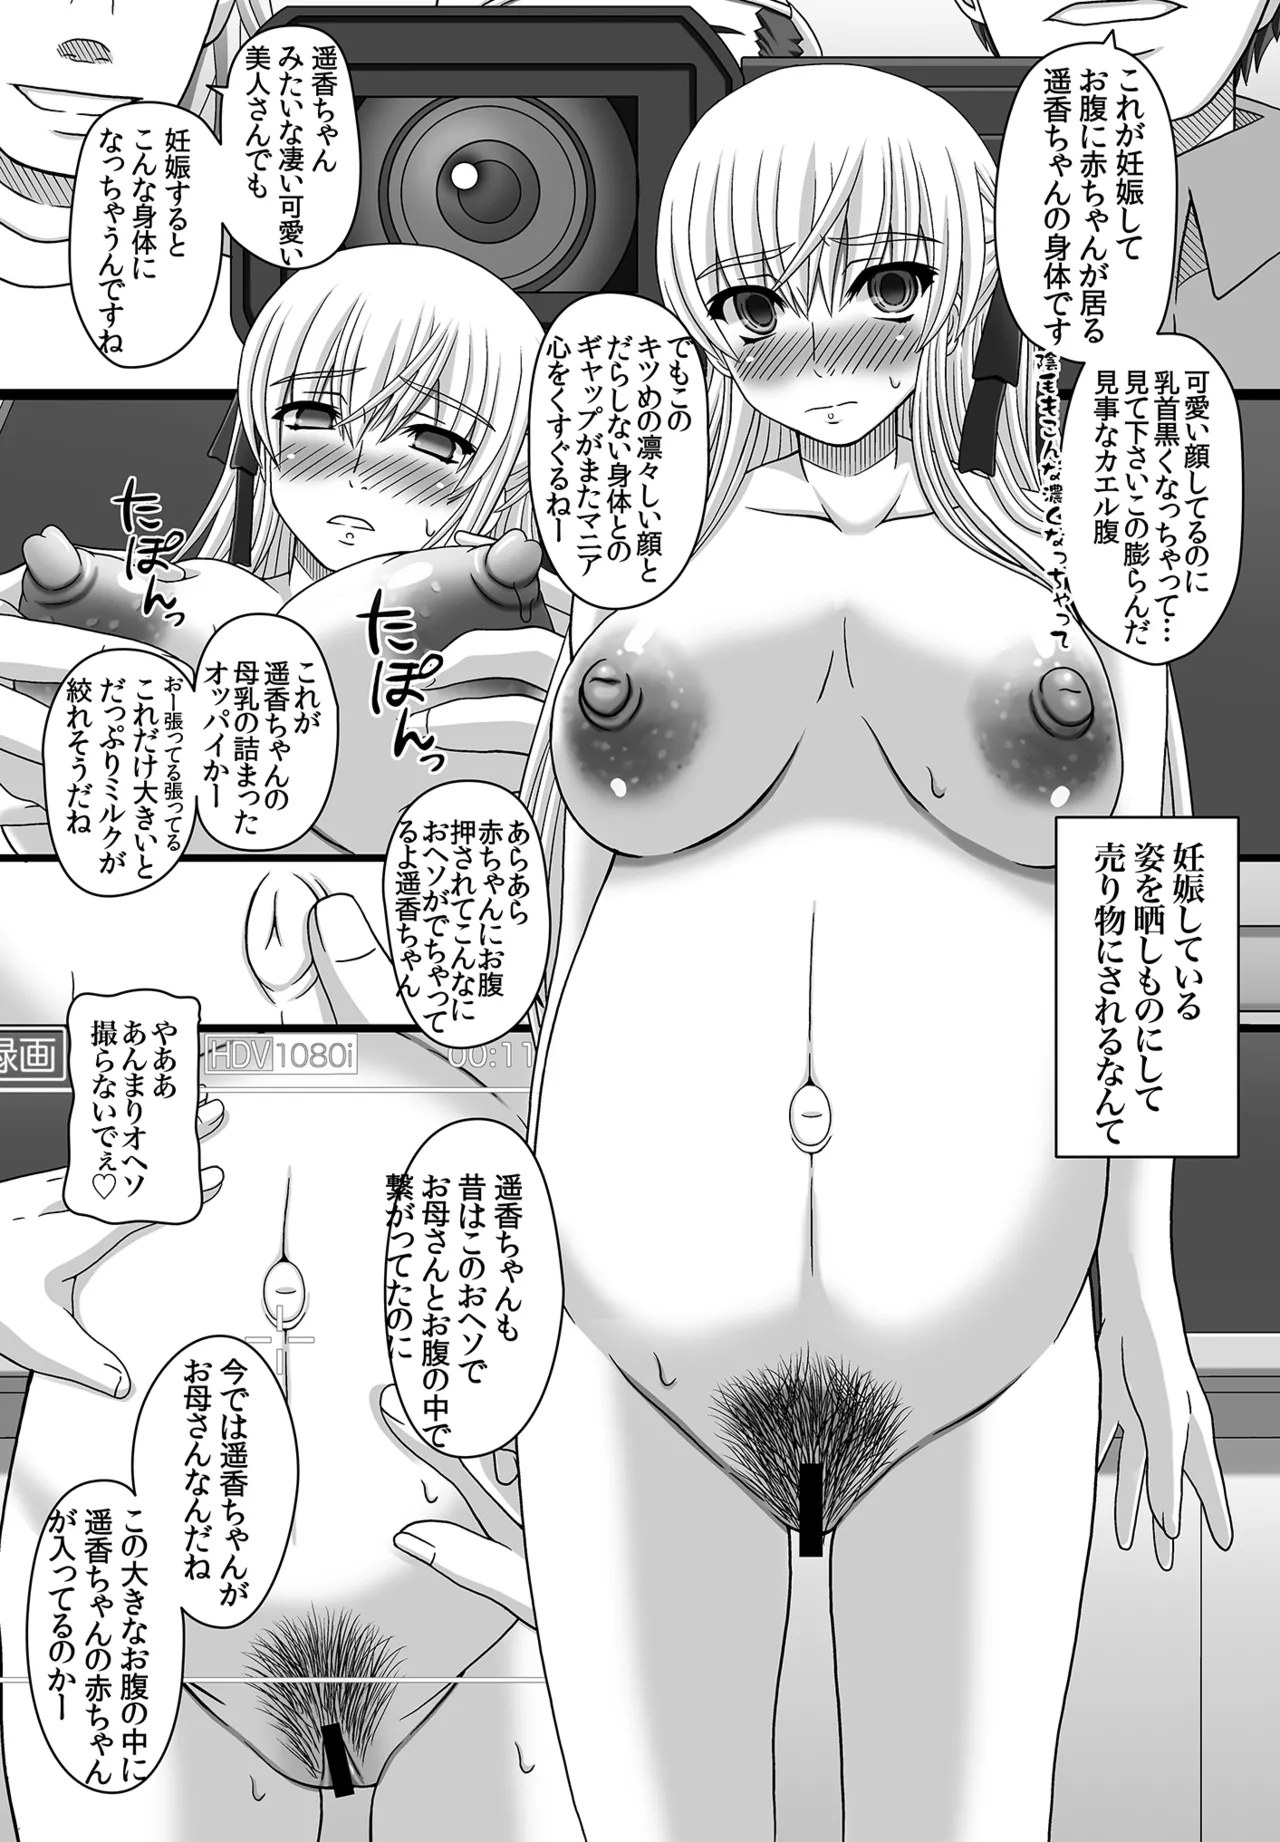 これが妊娠して
お腹に赤ちゃんが居る
遥香ちゃんの身体です
可愛い顔してるのに
乳首黒くなっちゃって…
見て下さいこの膨らんだ
見事なカエル腹
陰毛もこんな濃くなっちゃって
でもこの
キツめの凛々しい顔と
だらしない身体との
ギャップがまたマニア
心をくすぐるねー
妊娠している
姿を晒しものにして
売り物にされるなんて
遥香ちゃん
みたいな凄い可愛い
美人さんでも
妊娠すると
こんな身体に
なっちゃうんですね
たぽんっ
たぽんっ
これが
遥香ちゃんの
母乳の詰まった
オッパイかー
おー張ってる張ってる
これだけ大きいと
だっぷりミルクが
絞れそうだね
あらあら
赤ちゃんにお腹
押されてこんなに
おヘソがでちゃって
るよ遥香ちゃん
やああ
あんまりオヘソ
撮らないでぇ♡
録画
HDV 1080i
00:11
遥香ちゃんも
昔はこのおヘソで
お母さんとお腹の中で
繋がってたのに
今では遥香ちゃんが
お母さんなんだね
この大きなお腹の中に
遥香ちゃんの赤ちゃん
が入ってるのかー